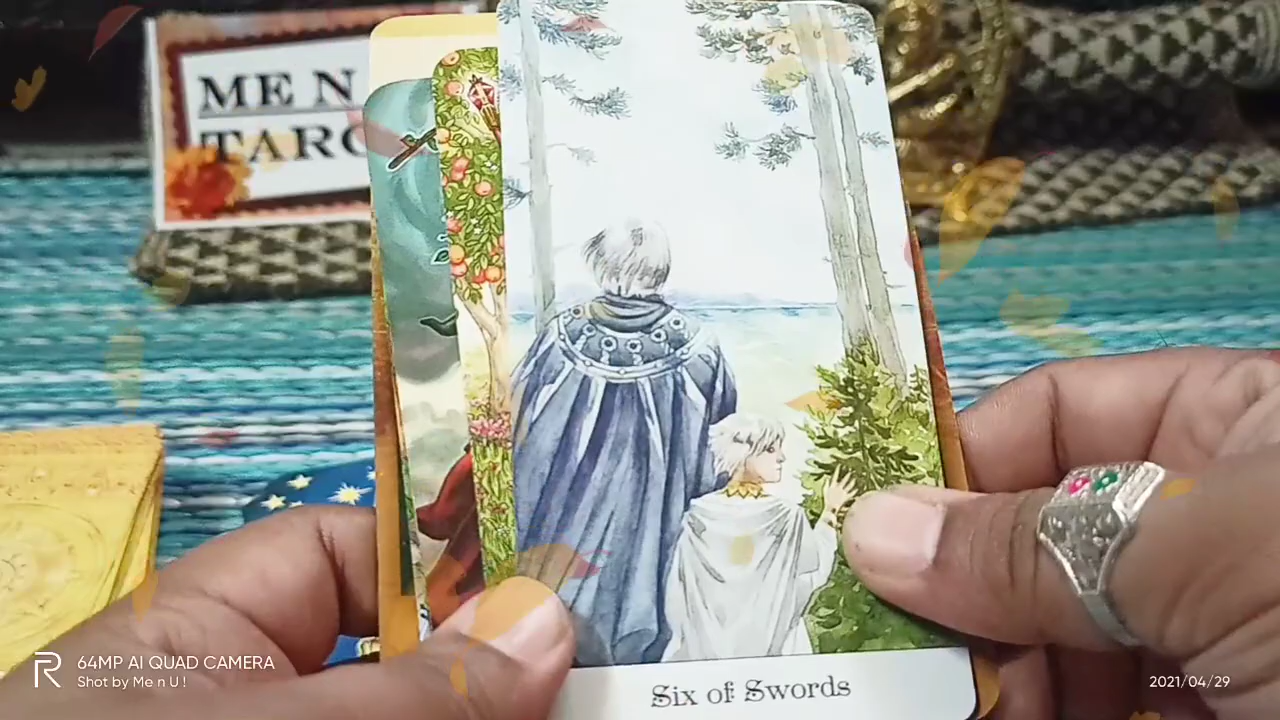 ME N
TARO
Six of Swords
R
64MP AI QUAD CAMERA
Shot by Me n U !
2021/04/29